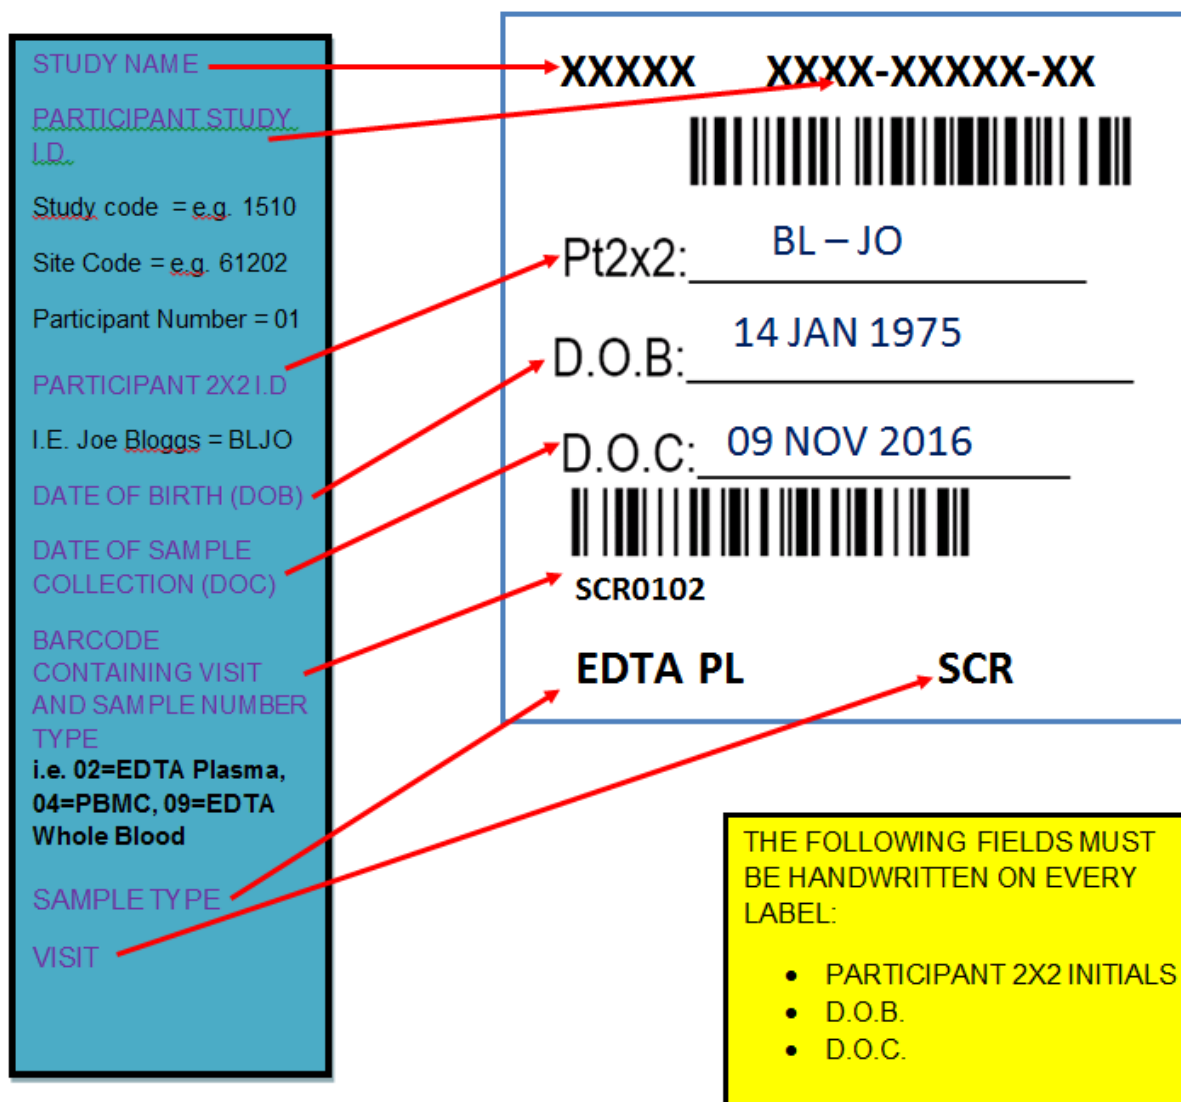 STUDY NAME
PARTICIPANT STUDY
I.D.
Study code = e.g. 1510
Site Code = e.g. 61202
Participant Number = 01
PARTICIPANT 2X2 I.D
I.E. Joe Bloggs = BLJO
DATE OF BIRTH (DOB)
DATE OF SAMPLE
COLLECTION (DOC)
BARCODE
CONTAINING VISIT
AND SAMPLE NUMBER
TYPE
i.e. 02=EDTA Plasma,
04=PBMC, 09=EDTA
Whole Blood
SAMPLE TYPE
VISIT
XXXXX XXXX-XXXXX-XX
Pt2x2: BL – JO
D.O.B: 14 JAN 1975
D.O.C: 09 NOV 2016
SCR0102
EDTA PL SCR
THE FOLLOWING FIELDS MUST
BE HANDWRITTEN ON EVERY
LABEL:
• PARTICIPANT 2X2 INITIALS
• D.O.B.
• D.O.C.